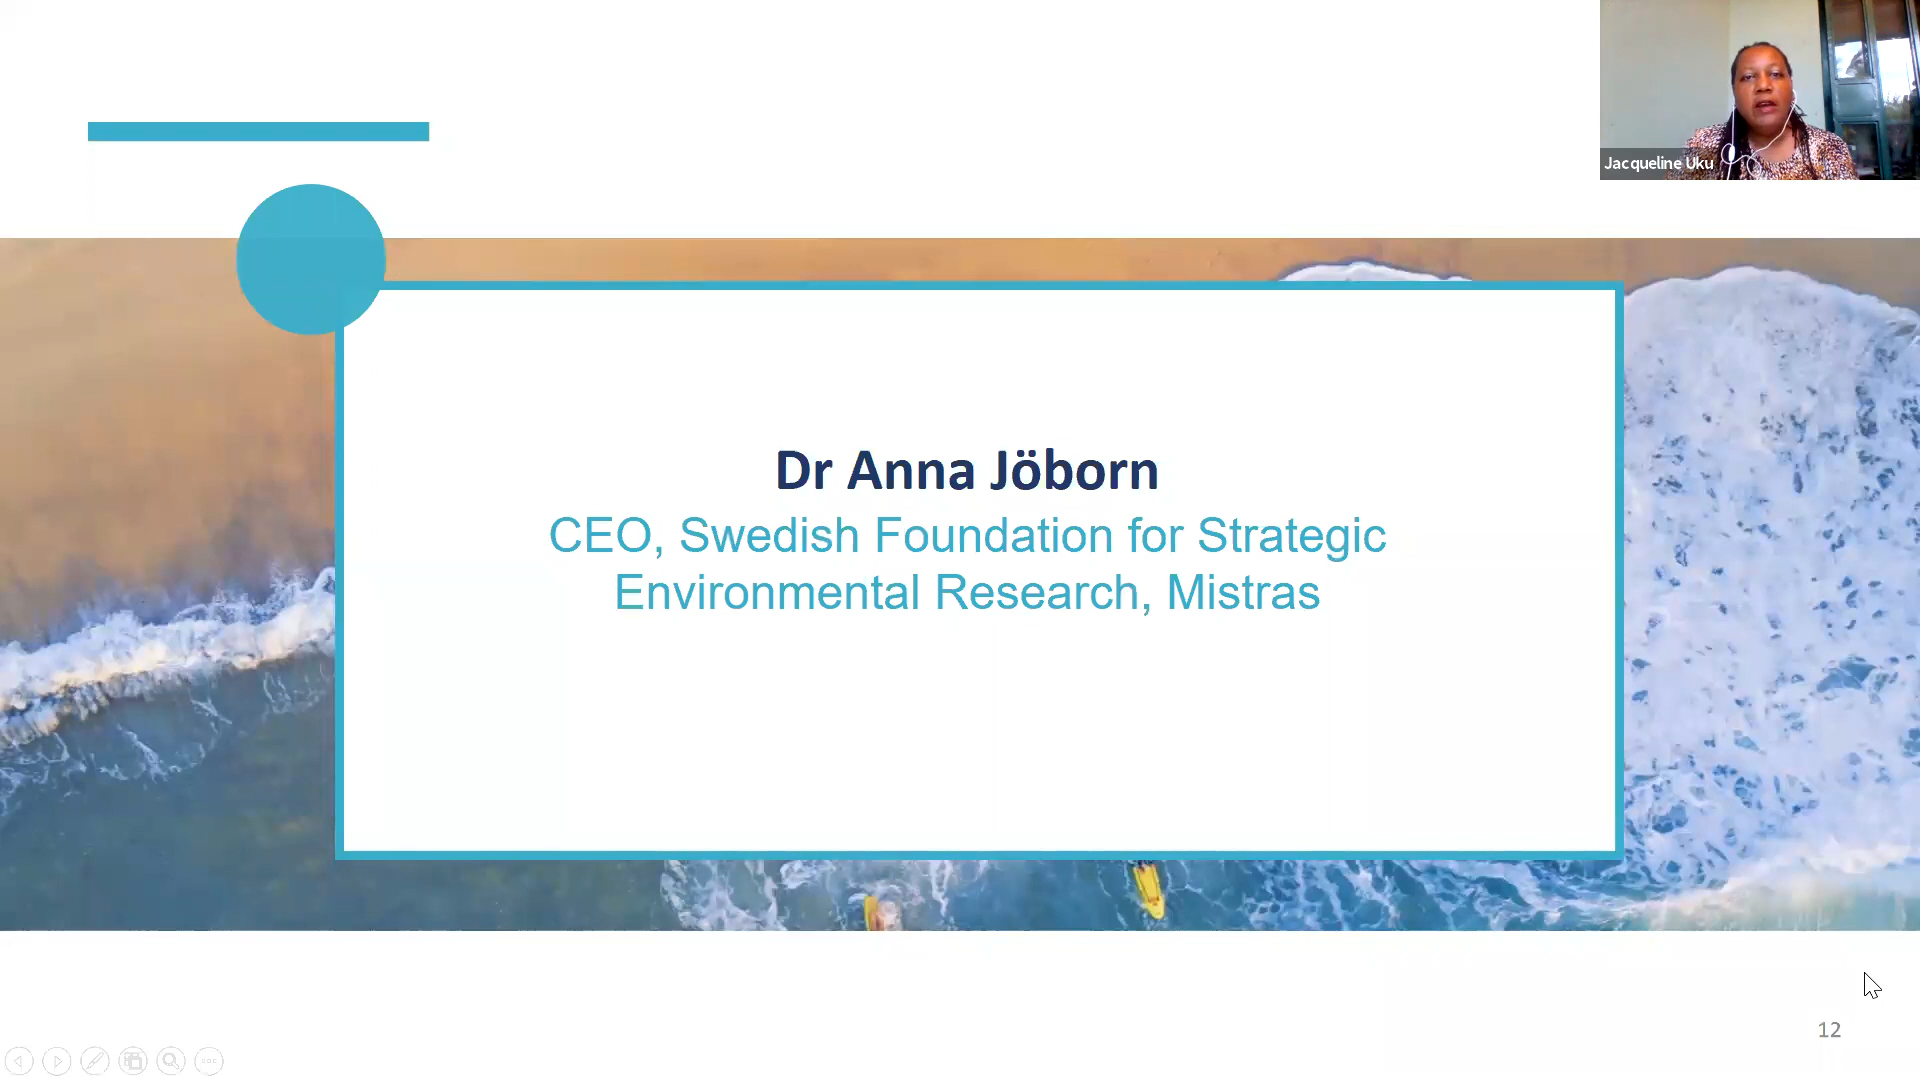 Jacqueline Uku
Dr Anna Jöborn
CEO, Swedish Foundation for Strategic
Environmental Research, Mistras
12